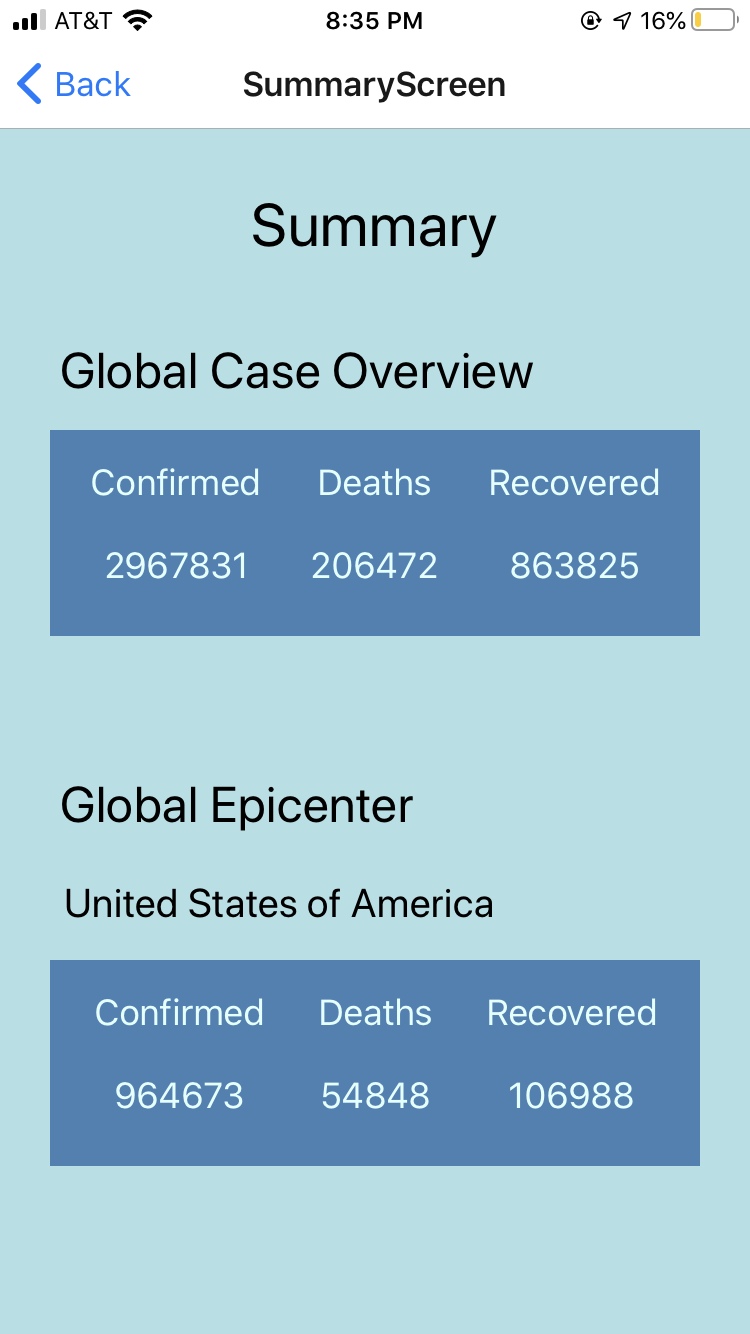 AT&T 8:35 PM 16%
Back SummaryScreen
Summary
Global Case Overview
Confirmed Deaths Recovered
2967831 206472 863825
Global Epicenter
United States of America
Confirmed Deaths Recovered
964673 54848 106988